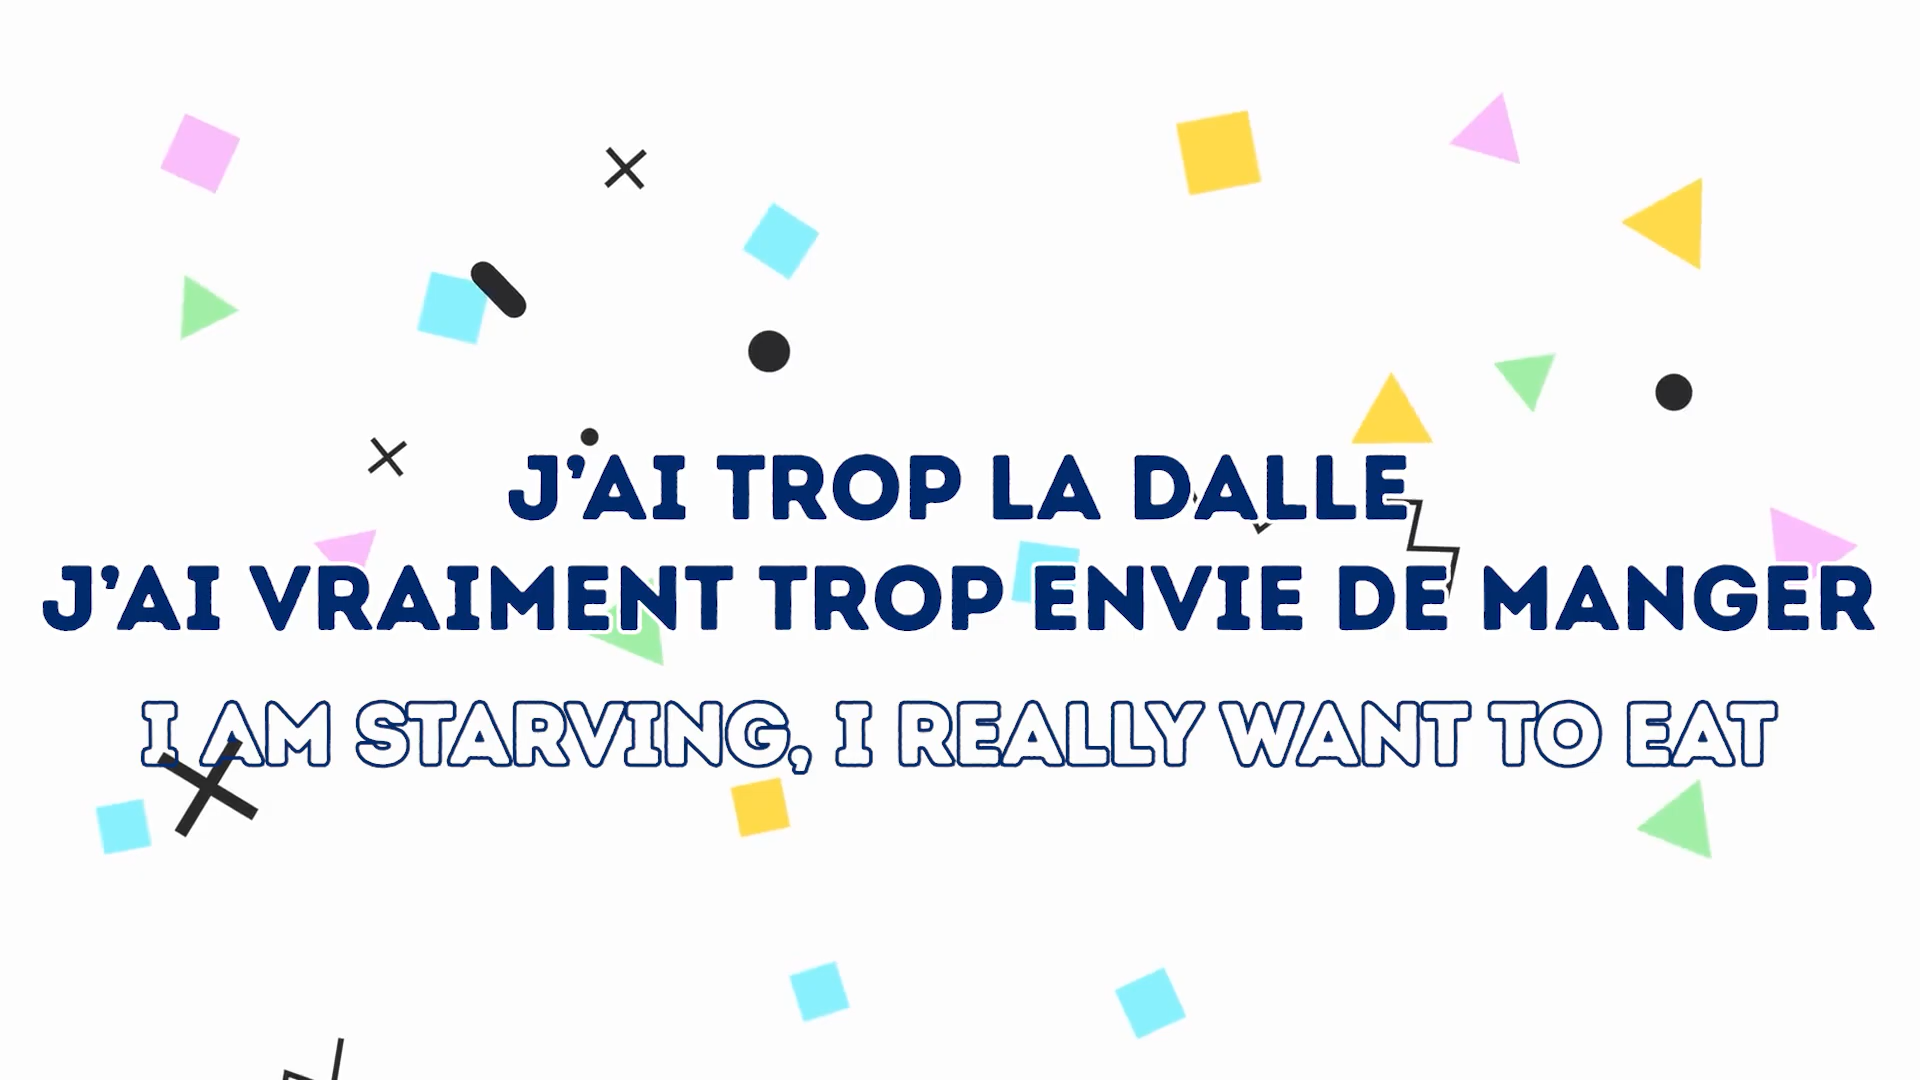 J'AI TROP LA DALLE
J'AI VRAIMENT TROP ENVIE DE MANGER
I AM STARVING, I REALLY WANT TO EAT